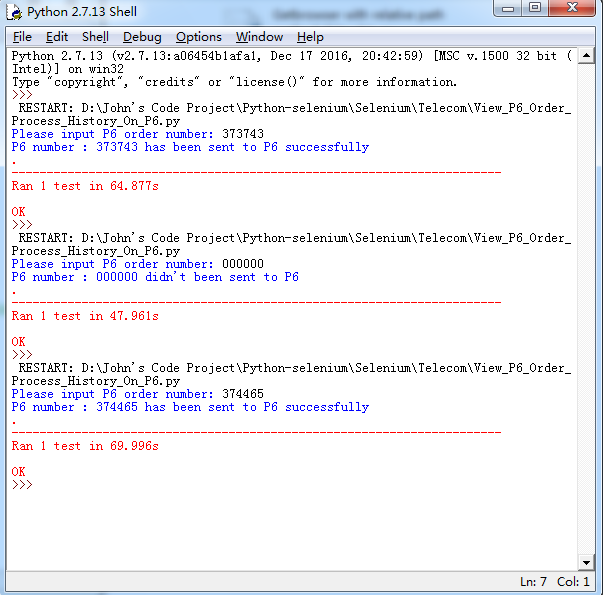 Python 2.7.13 Shell
Getbrowser with relative path
File Edit Shell Debug Options Window Help
Python 2.7.13 (v2.7.13:a06454b1afa1, Dec 17 2016, 20:42:59) [MSC v.1500 32 bit (
Intel)] on win32
Type "copyright", "credits" or "license()" for more information.
>>>
RESTART: D:\John's Code Project\Python-selenium\Selenium\Telecom\View_P6_Order_
Process_History_On_P6.py
Please input P6 order number: 373743
P6 number : 373743 has been sent to P6 successfully
.
----------------------------------------------------------------------
Ran 1 test in 64.877s
OK
>>>
RESTART: D:\John's Code Project\Python-selenium\Selenium\Telecom\View_P6_Order_
Process_History_On_P6.py
Please input P6 order number: 000000
P6 number : 000000 didn't been sent to P6
.
----------------------------------------------------------------------
Ran 1 test in 47.961s
OK
>>>
RESTART: D:\John's Code Project\Python-selenium\Selenium\Telecom\View_P6_Order_
Process_History_On_P6.py
Please input P6 order number: 374465
P6 number : 374465 has been sent to P6 successfully
.
----------------------------------------------------------------------
Ran 1 test in 69.996s
OK
>>>
Ln: 7 Col: 1